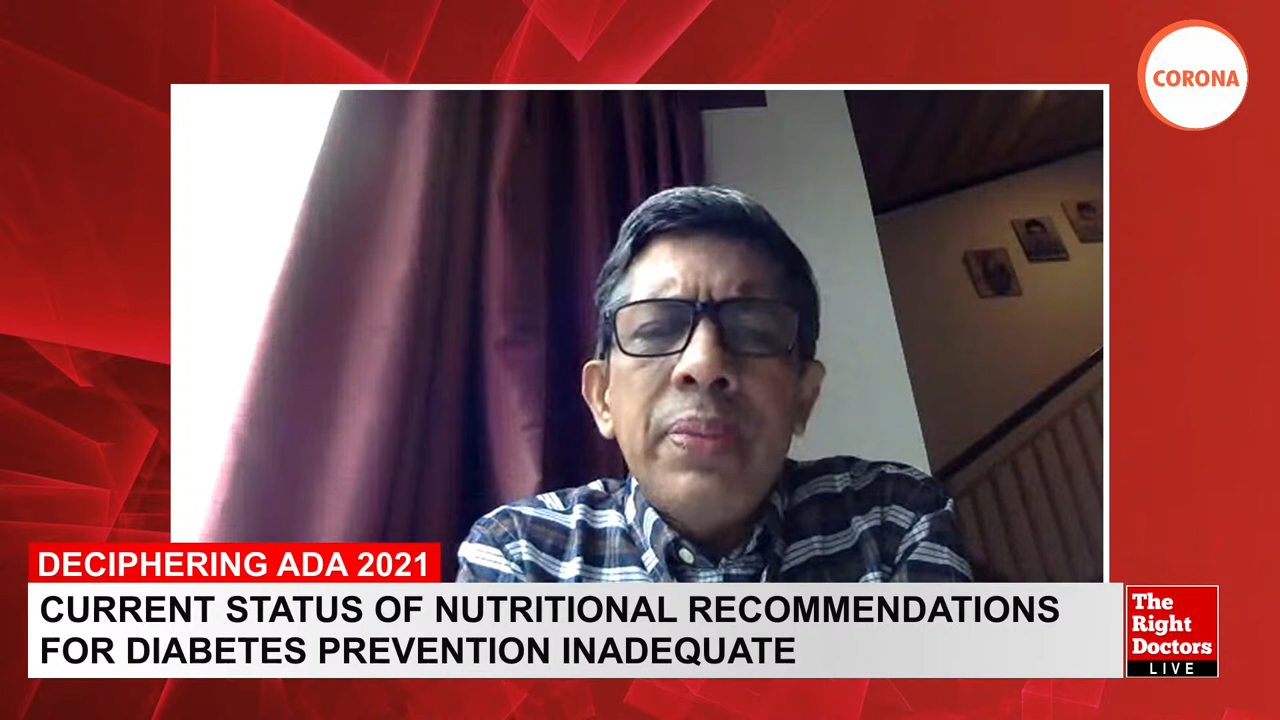 CORONA
DECIPHERING ADA 2021
CURRENT STATUS OF NUTRITIONAL RECOMMENDATIONS
FOR DIABETES PREVENTION INADEQUATE
The
Right
Doctors
LIVE